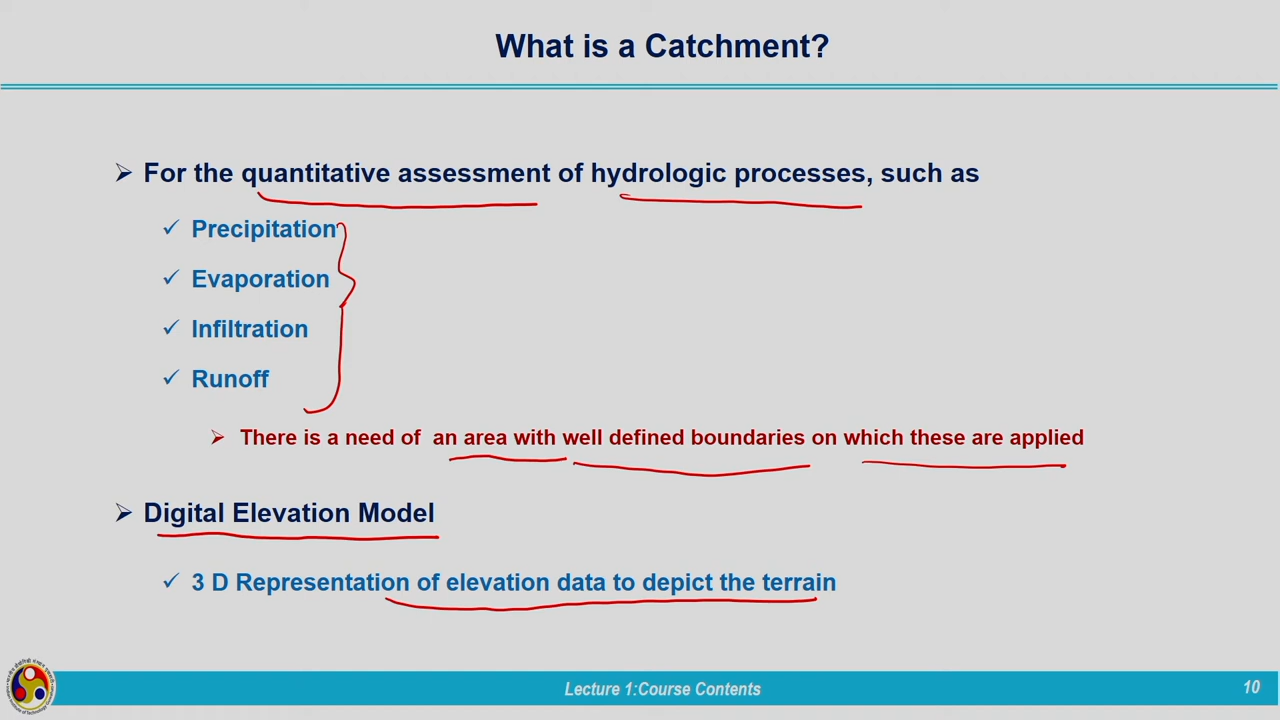 What is a Catchment?
For the quantitative assessment of hydrologic processes, such as
Precipitation
Evaporation
Infiltration
Runoff
There is a need of an area with well defined boundaries on which these are applied
Digital Elevation Model
3 D Representation of elevation data to depict the terrain
Lecture 1:Course Contents
10